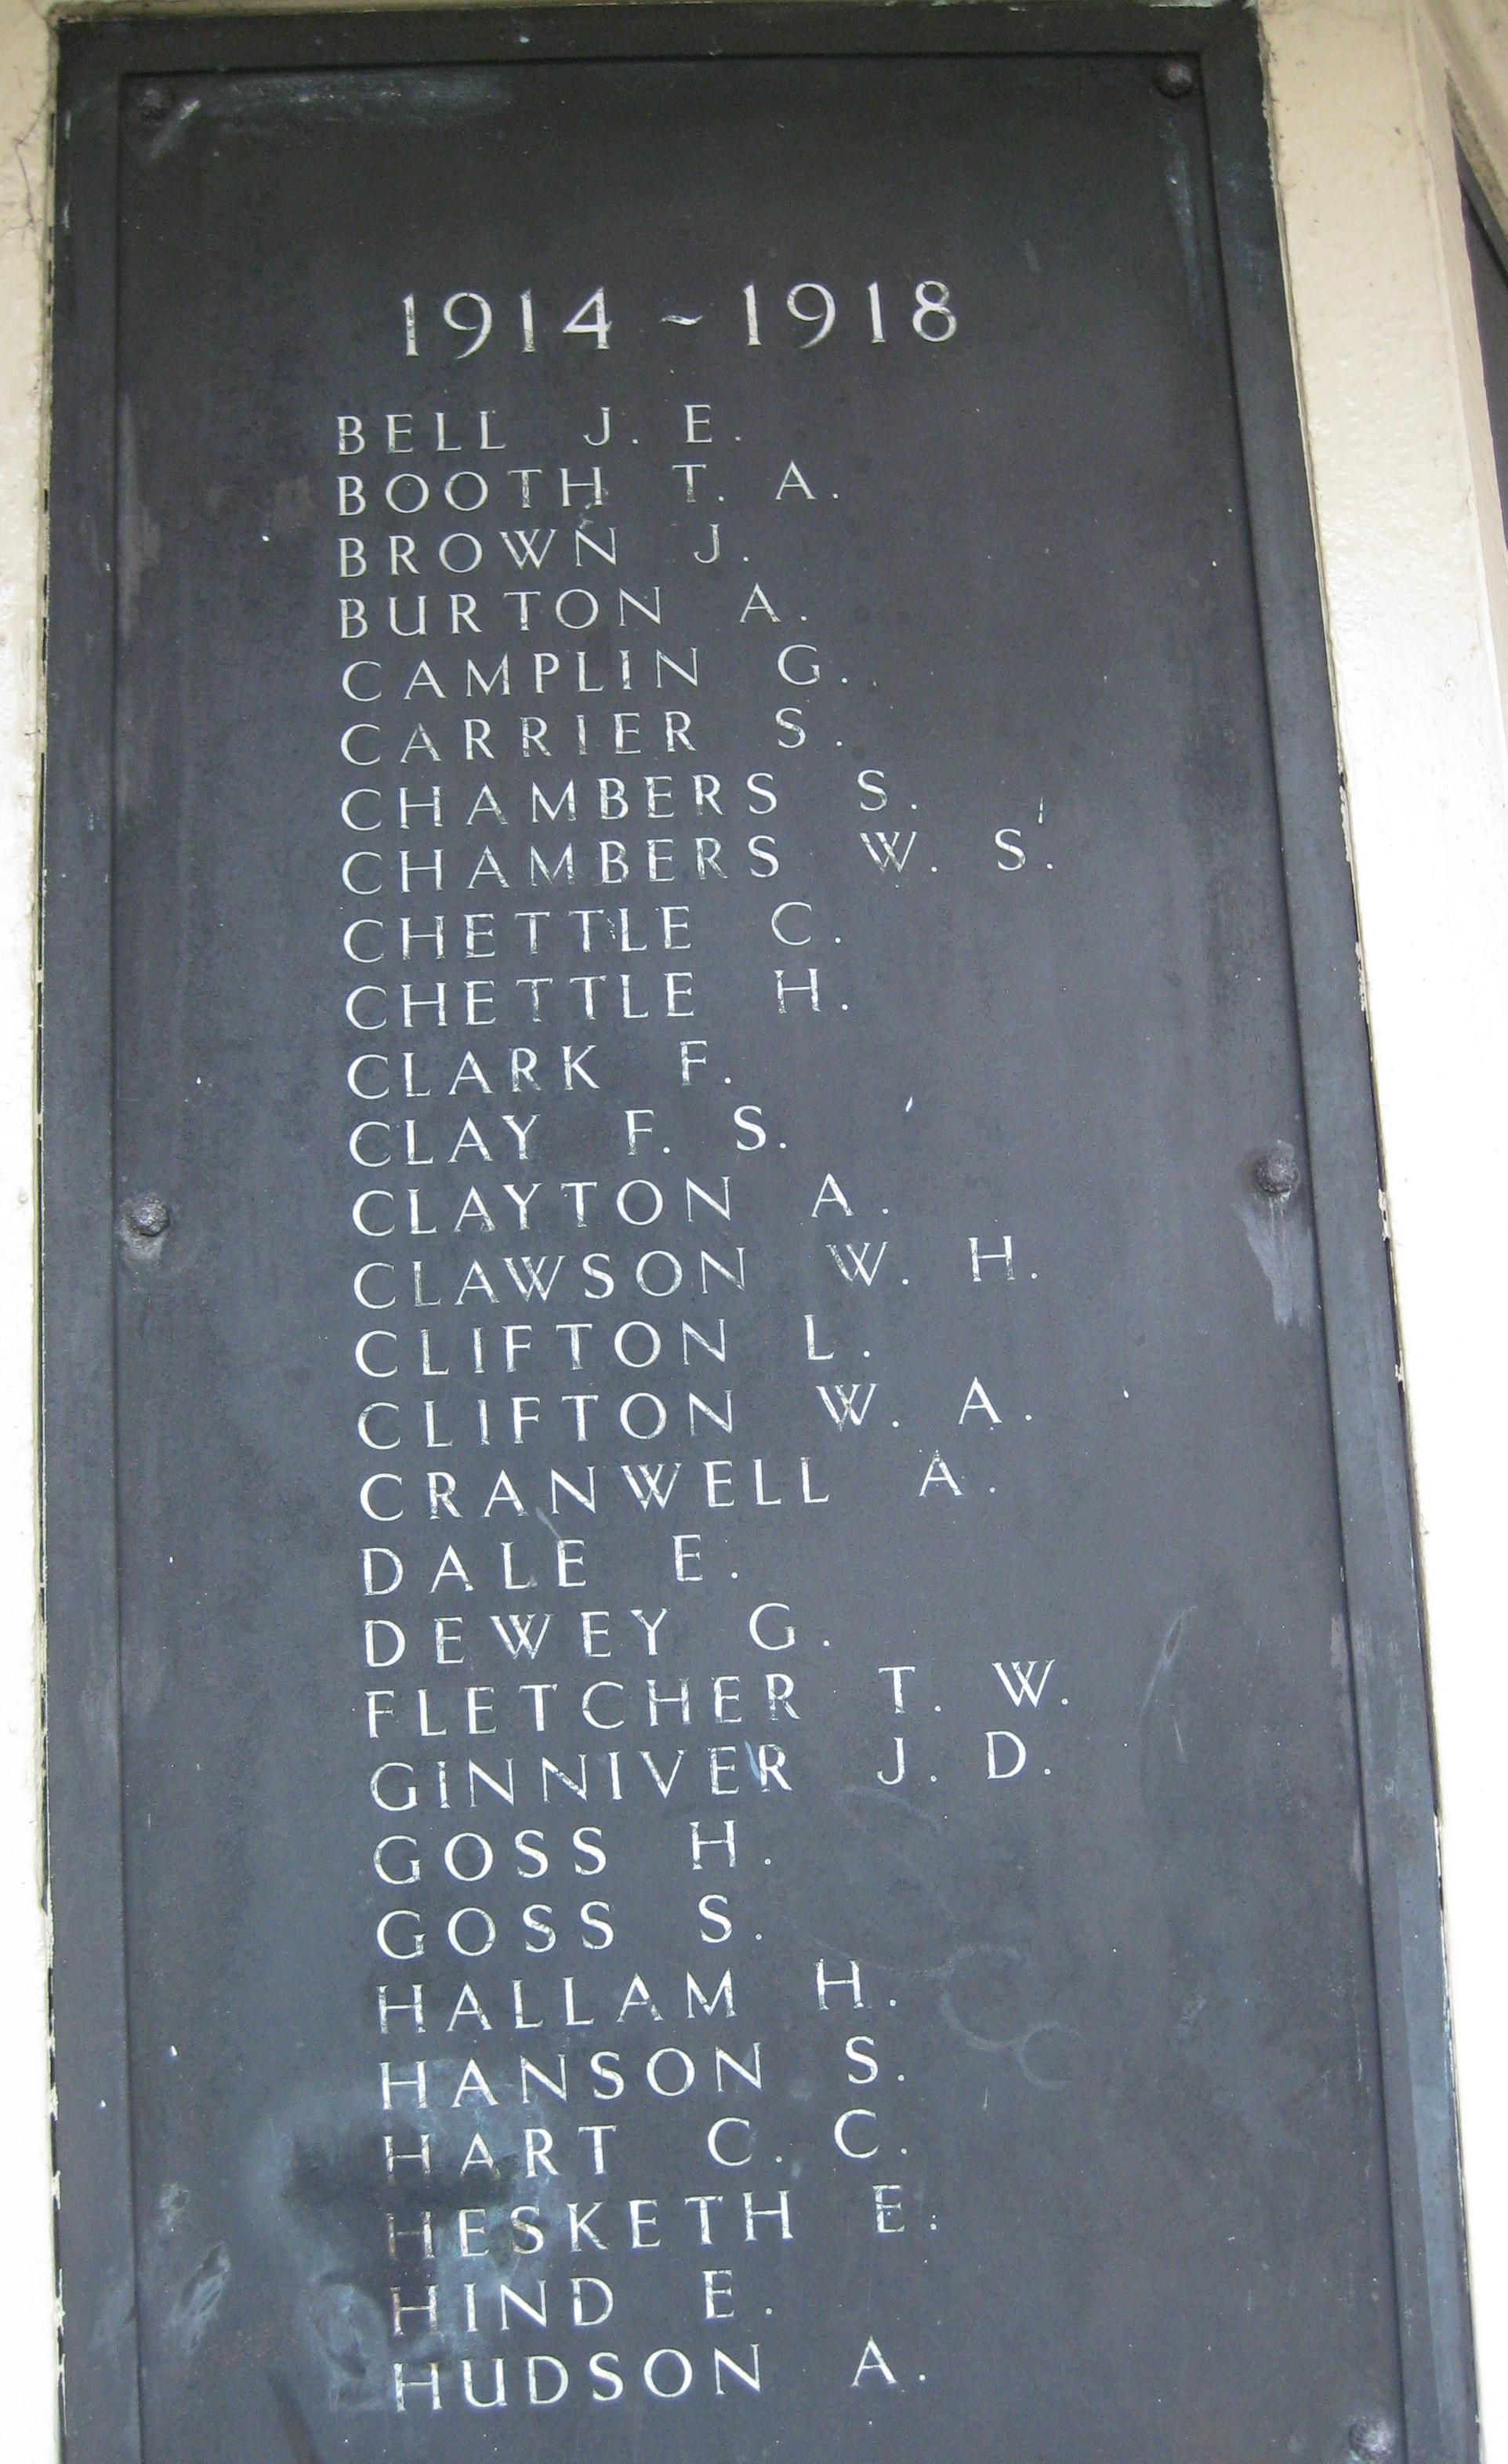 1914 ~ 1918
BELL J. E.
BOOTH T. A.
BROWN J.
BURTON A.
CAMPLIN G.
CARRIER S.
CHAMBERS S.
CHAMBERS W. S.
CHETTLE C.
CHETTLE H.
CLARK F.
CLAY F. S.
CLAYTON A.
CLAWSON W. H.
CLIFTON L.
CLIFTON W. A.
CRANWELL A.
DALE E.
DEWEY G.
FLETCHER T. W.
GINNIVER J. D.
GOSS H.
GOSS S.
HALLAM H.
HANSON S.
HART C. C.
HESKETH E.
HIND E.
HUDSON A.